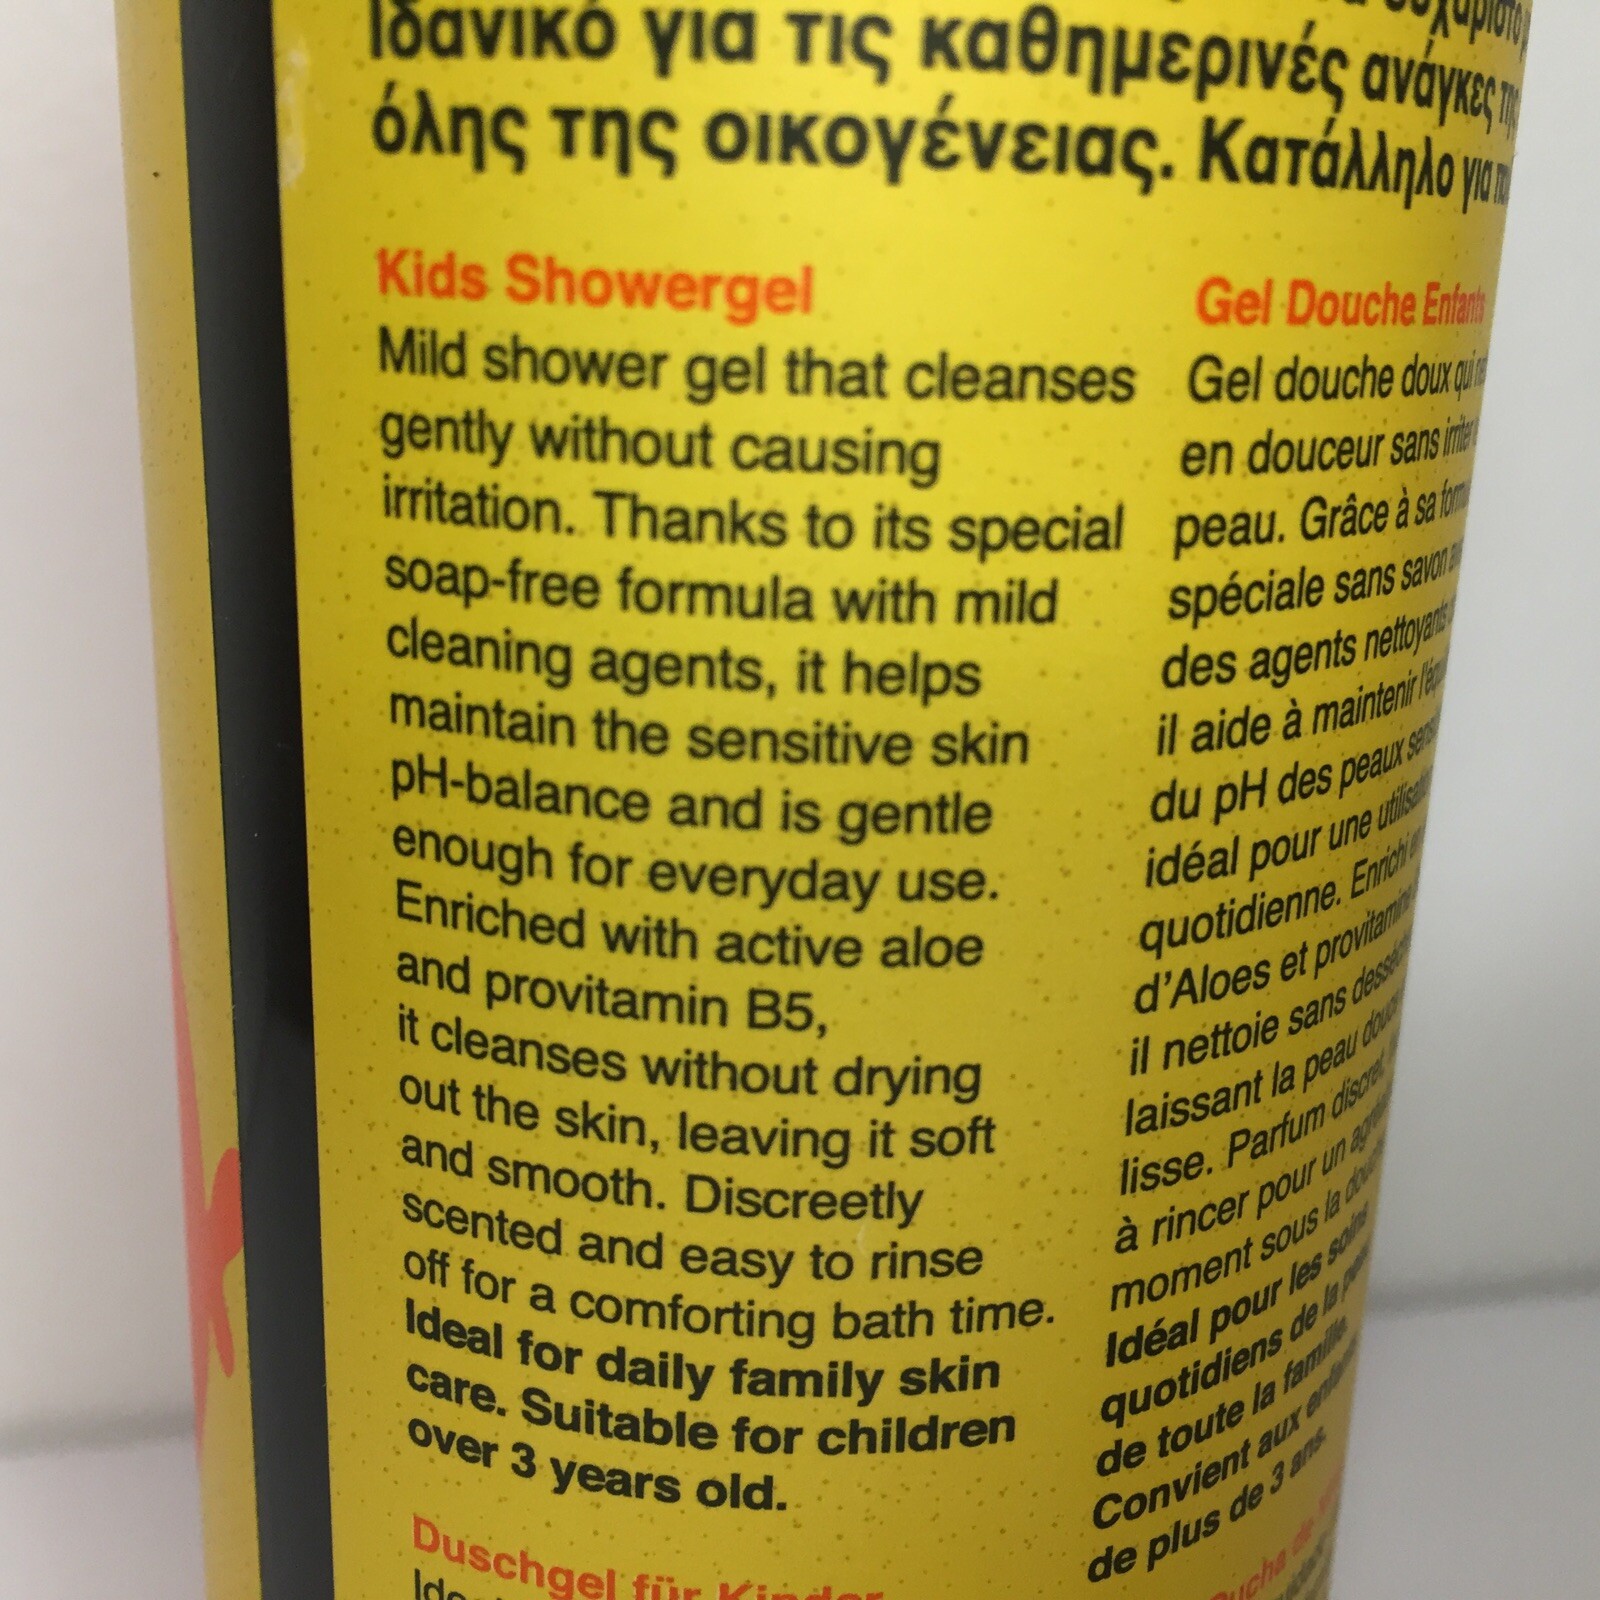 Ιδανικό για τις καθημερινές ανάγκες της
όλης της οικογένειας. Κατάλληλο για
Kids Showergel
Mild shower gel that cleanses
gently without causing
irritation. Thanks to its special
soap-free formula with mild
cleaning agents, it helps
maintain the sensitive skin
pH-balance and is gentle
enough for everyday use.
Enriched with active aloe
and provitamin B5,
it cleanses without drying
out the skin, leaving it soft
and smooth. Discreetly
scented and easy to rinse
off for a comforting bath time.
Ideal for daily family skin
care. Suitable for children
over 3 years old.
Gel Douche Enfants
Gel douche doux qui
en douceur sans irriter
peau. Grâce à sa
spéciale sans savon
des agents nettoyants
il aide à maintenir
du pH des peaux
idéal pour une
quotidienne. Enrichi
d'Aloes et provitamine
il nettoie sans
laissant la peau douce
lisse. Parfum discret,
à rincer pour un
moment sous la
Idéal pour les soins
quotidiens de la
de toute la famille.
Convient aux
de plus de 3 ans.
Duschgel für Kinder